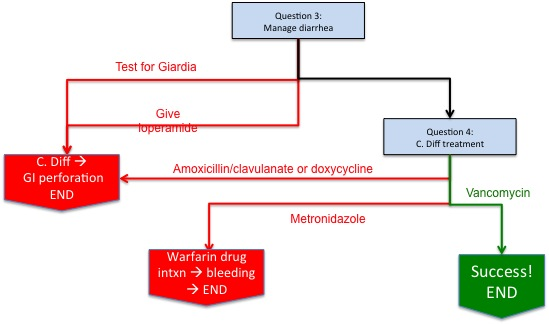 Question 3:
Manage diarrhea
Test for Giardia
Give
loperamide
Question 4:
C. Diff treatment
C. Diff →
GI perforation
END
Amoxicillin/clavulanate or doxycycline
Vancomycin
Metronidazole
Warfarin drug
intxn → bleeding
→ END
Success!
END